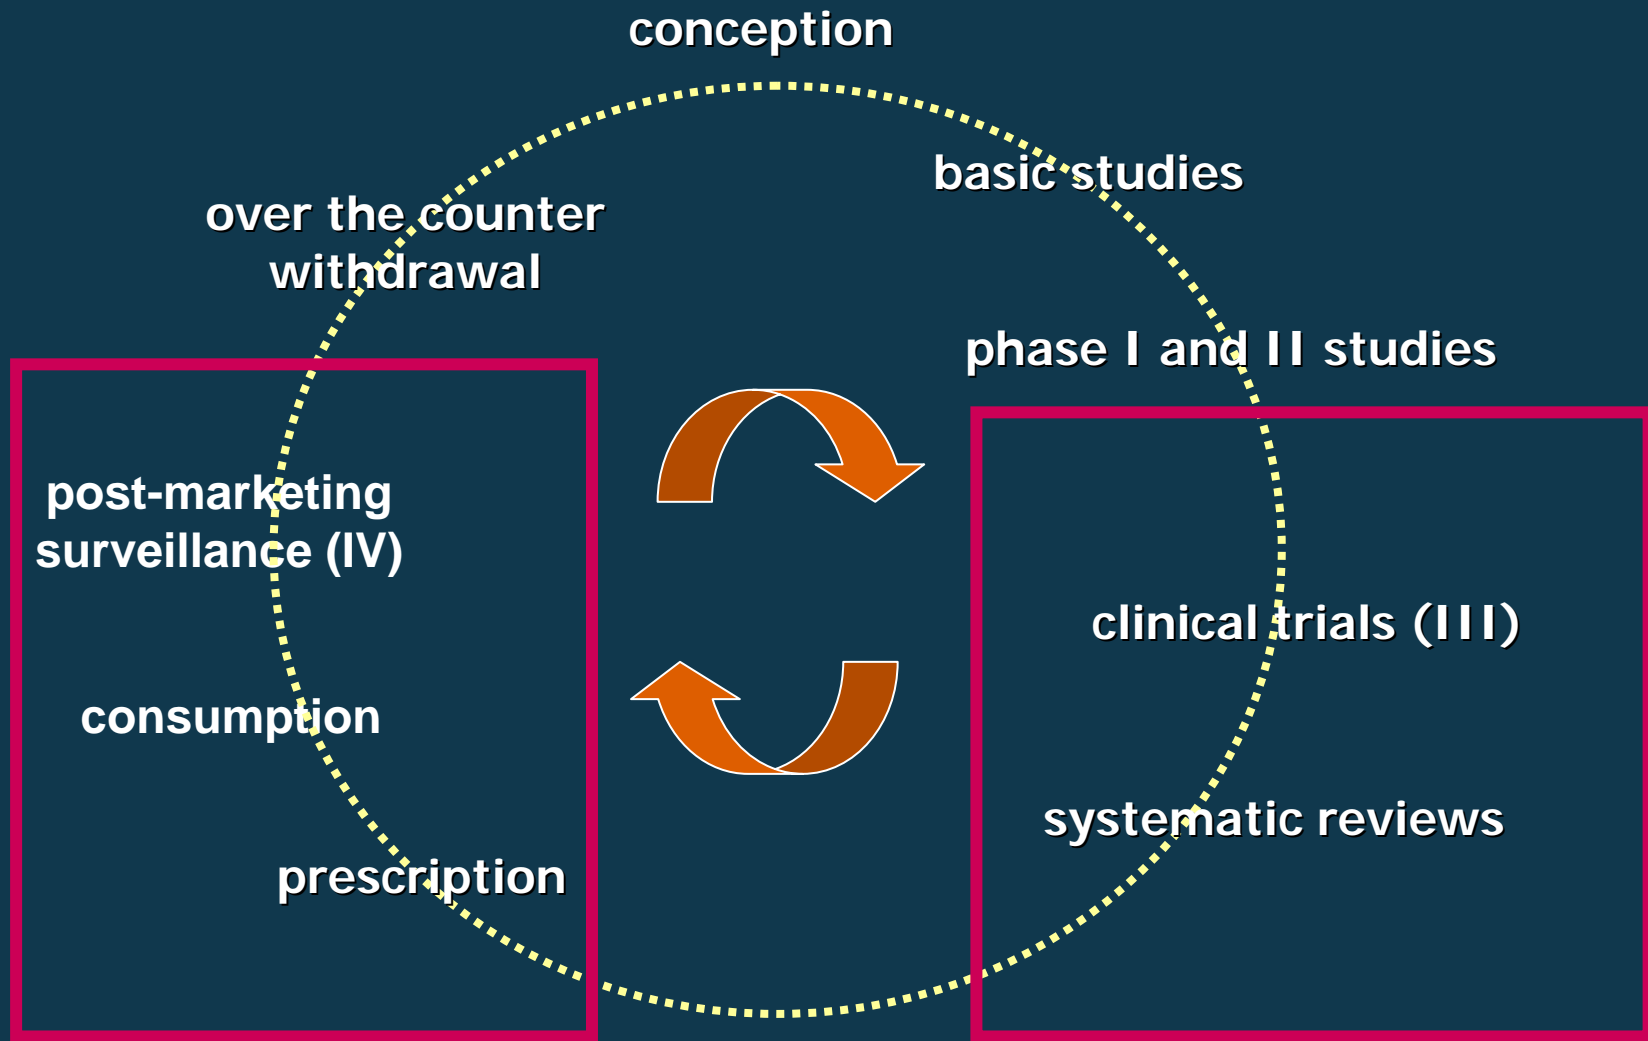 conception
basic studies
over the counter
withdrawal
phase I and II studies
post-marketing
surveillance (IV)
clinical trials (III)
consumption
systematic reviews
prescription